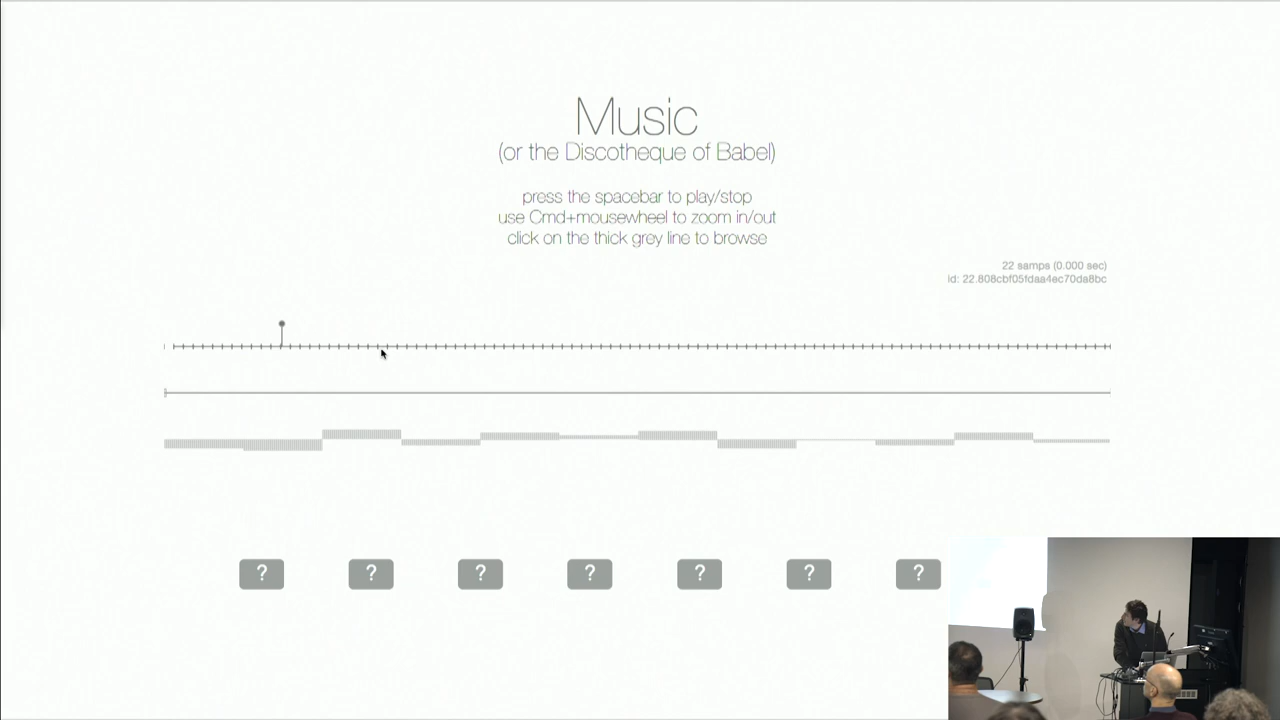 Music
(or the Discotheque of Babel)
press the spacebar to play/stop
use Cmd+mousewheel to zoom in/out
click on the thick grey line to browse
22 samps (0.000 sec)
id: 22.808cbf05fdaa4ec70da8bc
? ? ? ? ? ? ?